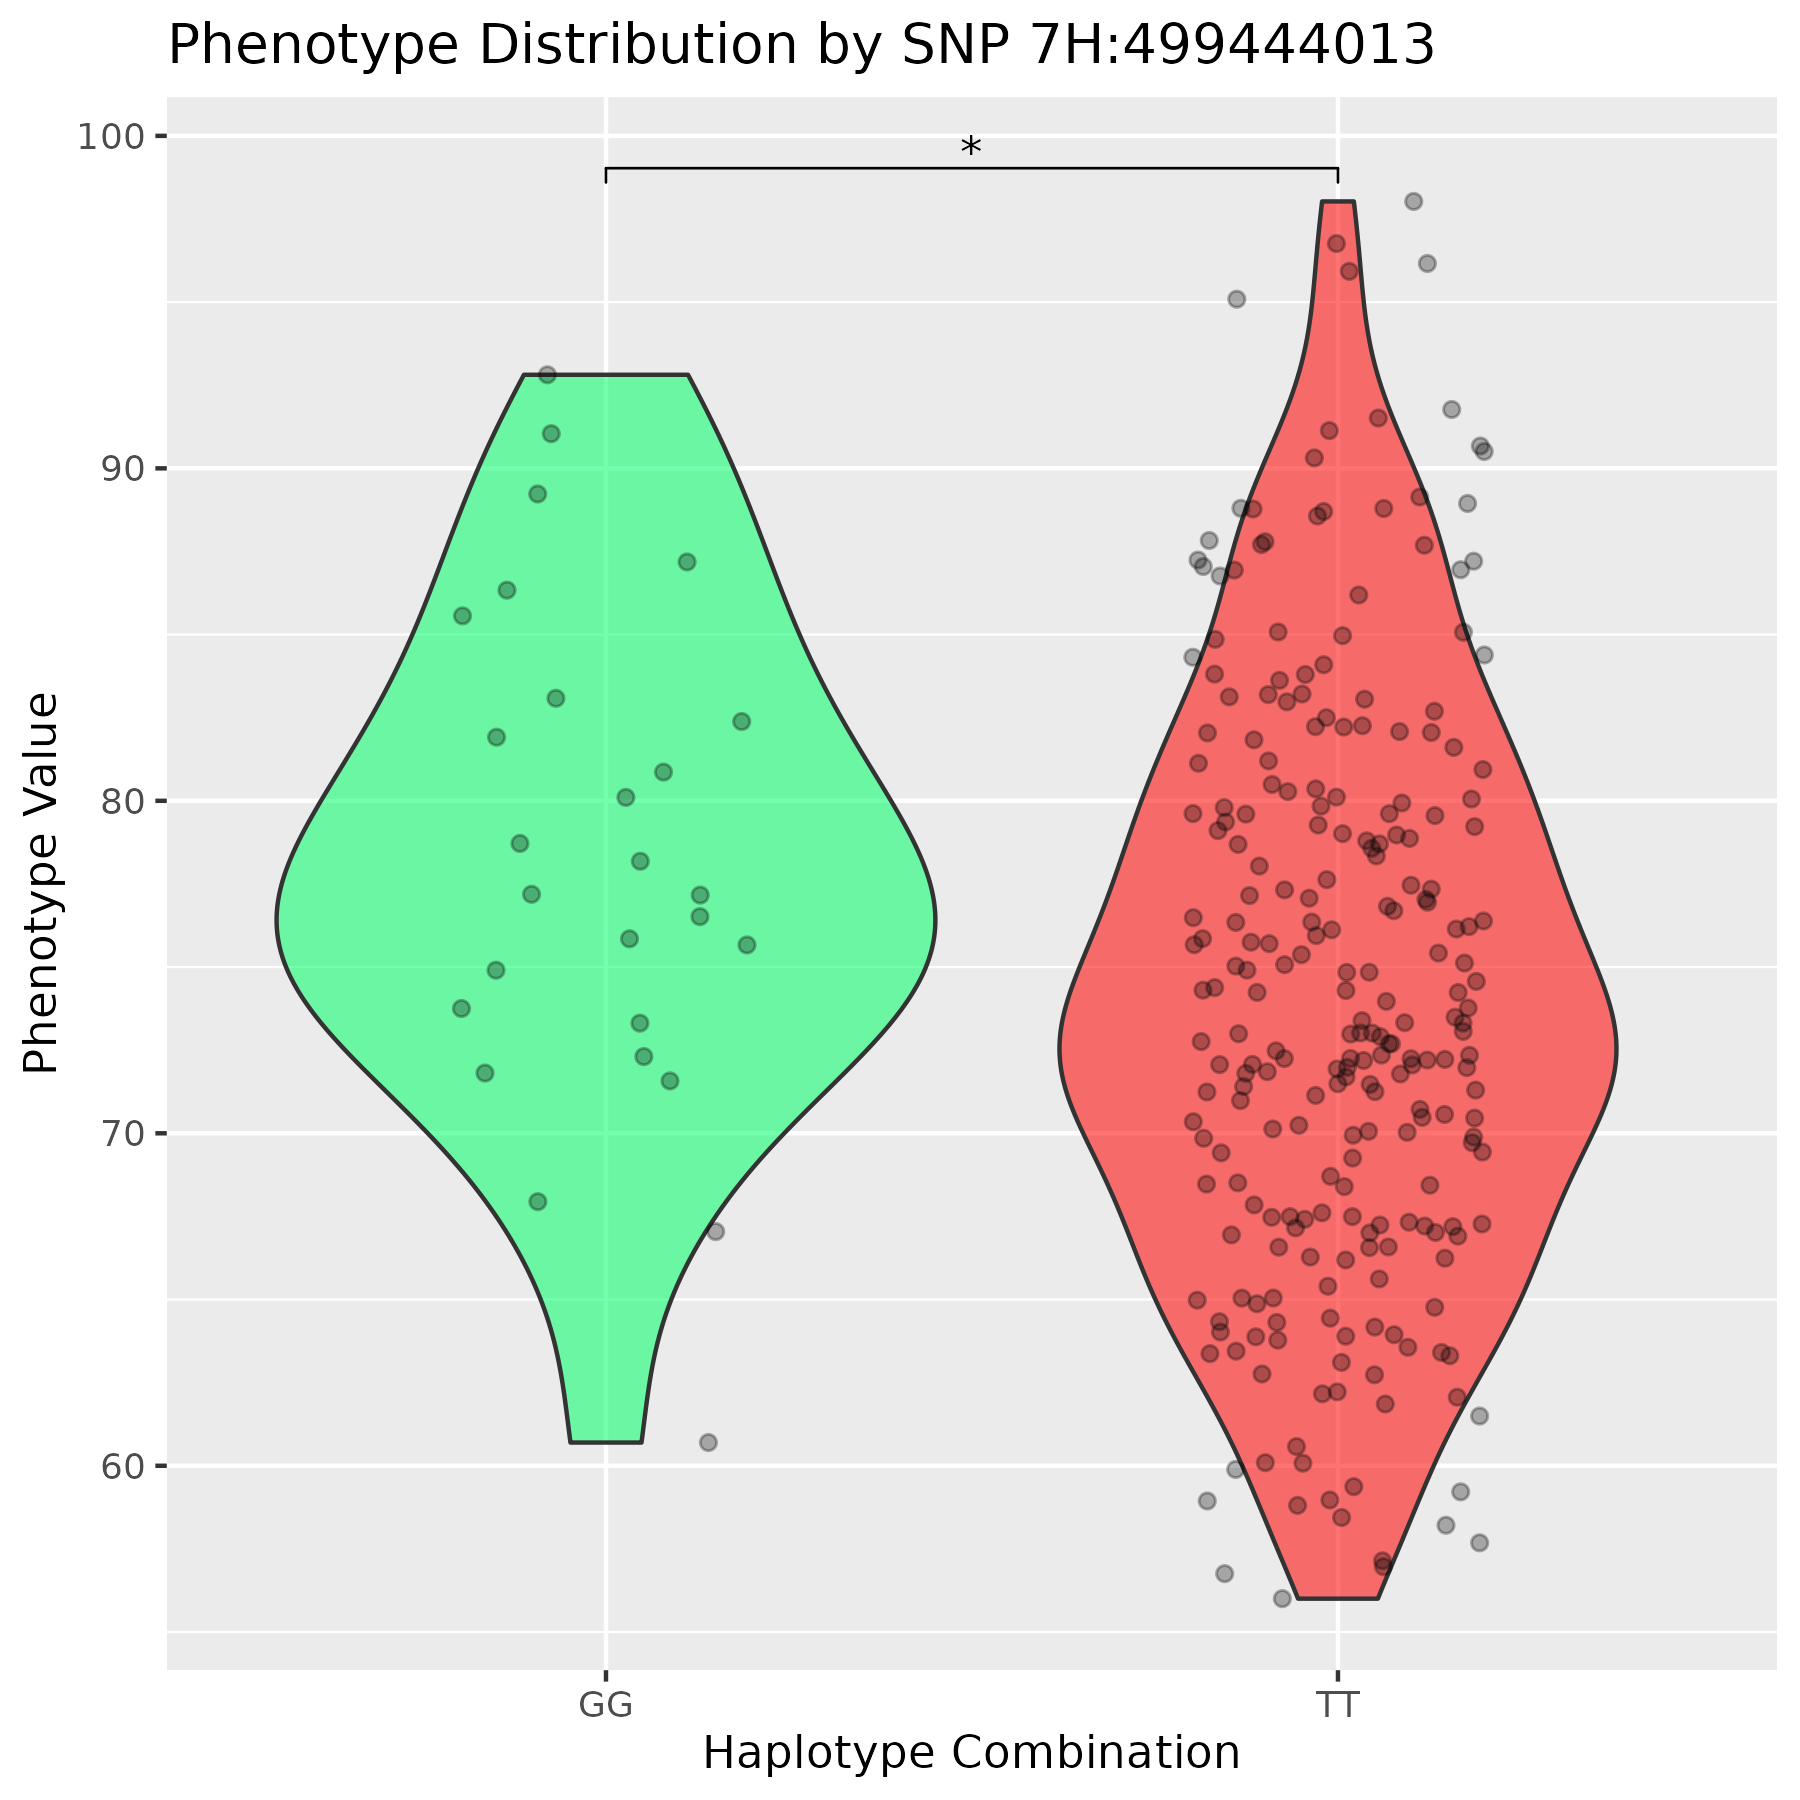 Phenotype Distribution by SNP 7H:499444013
100
*
90
80
70
60
Phenotype Value
GG
TT
Haplotype Combination